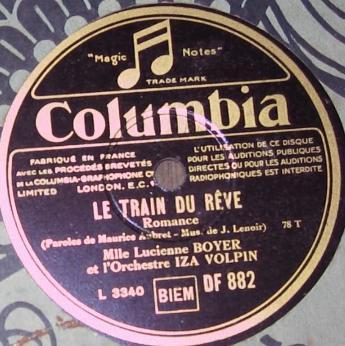 "Magic Notes"
TRADE MARK
Columbia
FABRIQUÉ EN FRANCE
AVEC LES PROCÉDÉS BREVETÉS
DE LA COLUMBIA-GRAPHOPHONE CY
LIMITED LONDON. E.C.1
L'UTILISATION DE CE DISQUE
POUR LES AUDITIONS PUBLIQUES
DIRECTES OU POUR LES AUDITIONS
RADIOPHONIQUES EST INTERDITE
LE TRAIN DU RÊVE
Romance
(Paroles de Maurice Aubret - Mus. de J. Lenoir) 78 T
Mlle Lucienne BOYER
et l'Orchestre IZA VOLPIN
L 3340 BIEM DF 882